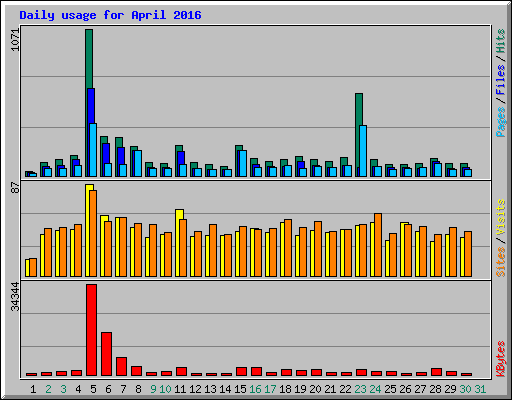 Daily usage for April 2016
1071
Pages / Files / Hits
87
Sites / Visits
34344
KBytes
1 2 3 4 5 6 7 8 9 10 11 12 13 14 15 16 17 18 19 20 21 22 23 24 25 26 27 28 29 30 31